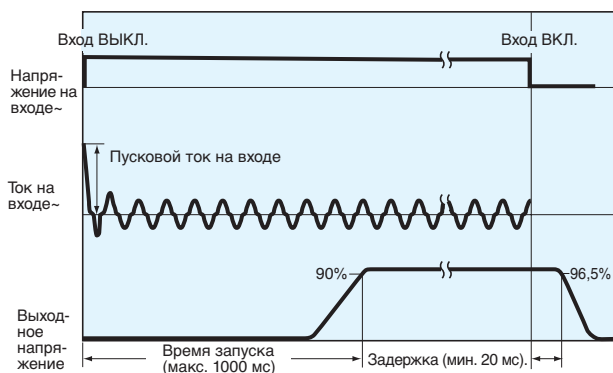 Вход ВЫКЛ.
Вход ВКЛ.
Напря-
жение на
входе~
Пусковой ток на входе
Ток на
входе~
90%
96,5%
Выход-
ное
напря-
жение
Время запуска
(макс. 1000 мс)
Задержка (мин. 20 мс).